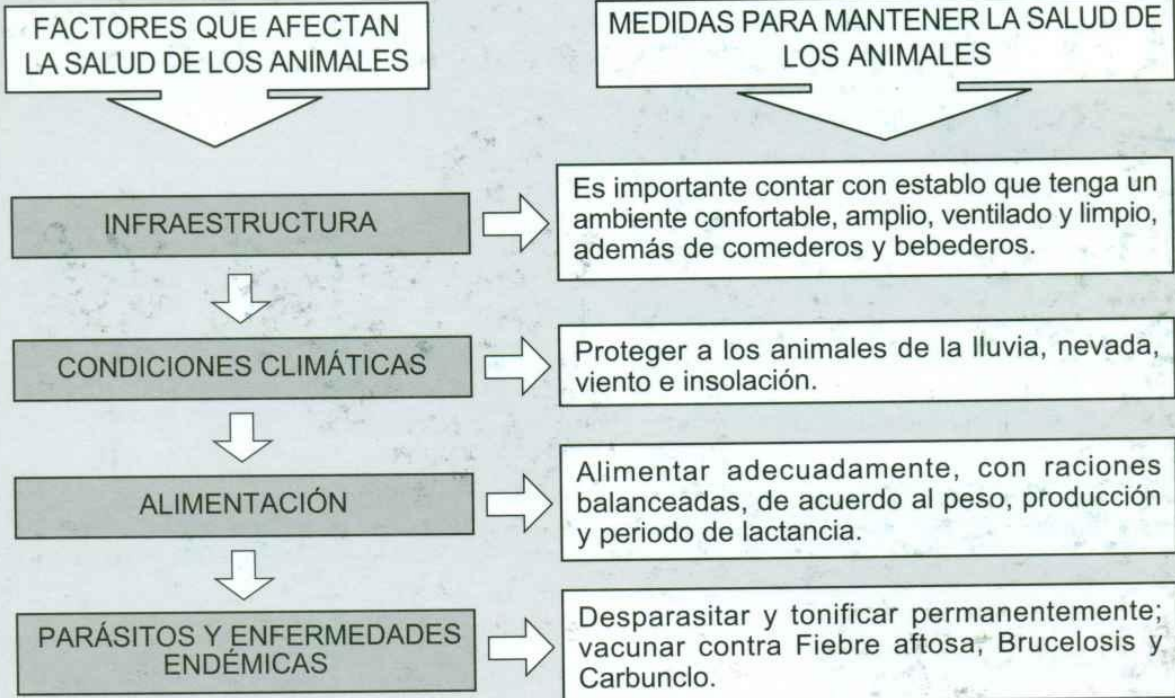 FACTORES QUE AFECTAN
LA SALUD DE LOS ANIMALES
MEDIDAS PARA MANTENER LA SALUD DE
LOS ANIMALES
INFRAESTRUCTURA
Es importante contar con establo que tenga un
ambiente confortable, amplio, ventilado y limpio,
además de comederos y bebederos.
CONDICIONES CLIMÁTICAS
Proteger a los animales de la lluvia, nevada,
viento e insolación.
ALIMENTACIÓN
Alimentar adecuadamente, con raciones
balanceadas, de acuerdo al peso, producción
y periodo de lactancia.
PARÁSITOS Y ENFERMEDADES
ENDÉMICAS
Desparasitar y tonificar permanentemente;
vacunar contra Fiebre aftosa, Brucelosis y
Carbunclo.